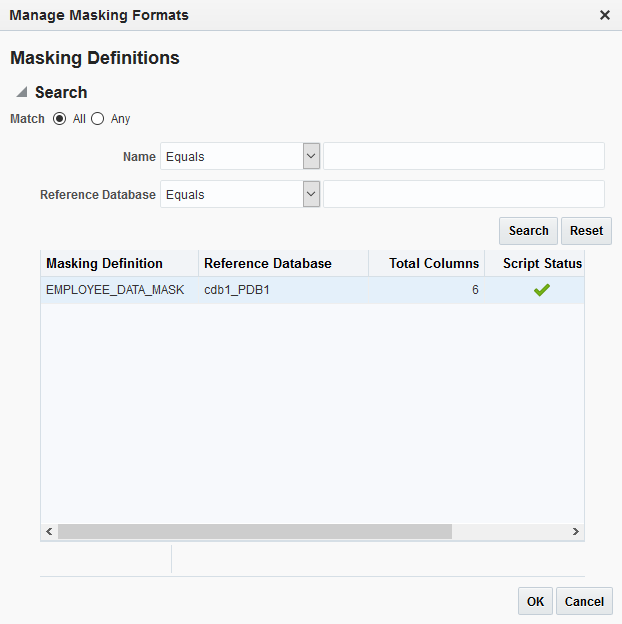 Manage Masking Formats
Masking Definitions
Search
Match All Any
Name Equals
Reference Database Equals
Search Reset
Masking Definition Reference Database Total Columns Script Status
EMPLOYEE_DATA_MASK cdb1_PDB1 6
OK Cancel